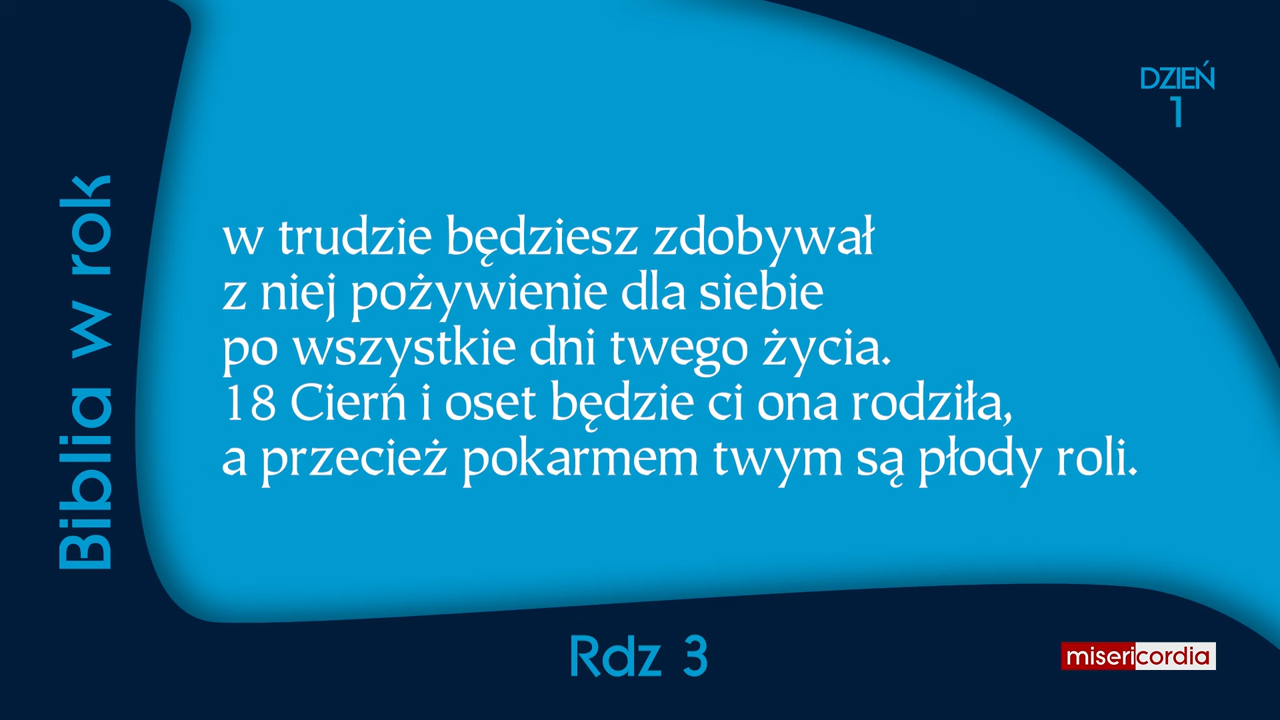 DZIEŃ
1
Biblia w rok
w trudzie będziesz zdobywał
z niej pożywienie dla siebie
po wszystkie dni twego życia.
18 Cierń i oset będzie ci ona rodziła,
a przecież pokarmem twym są płody roli.
Rdz 3
misericordia